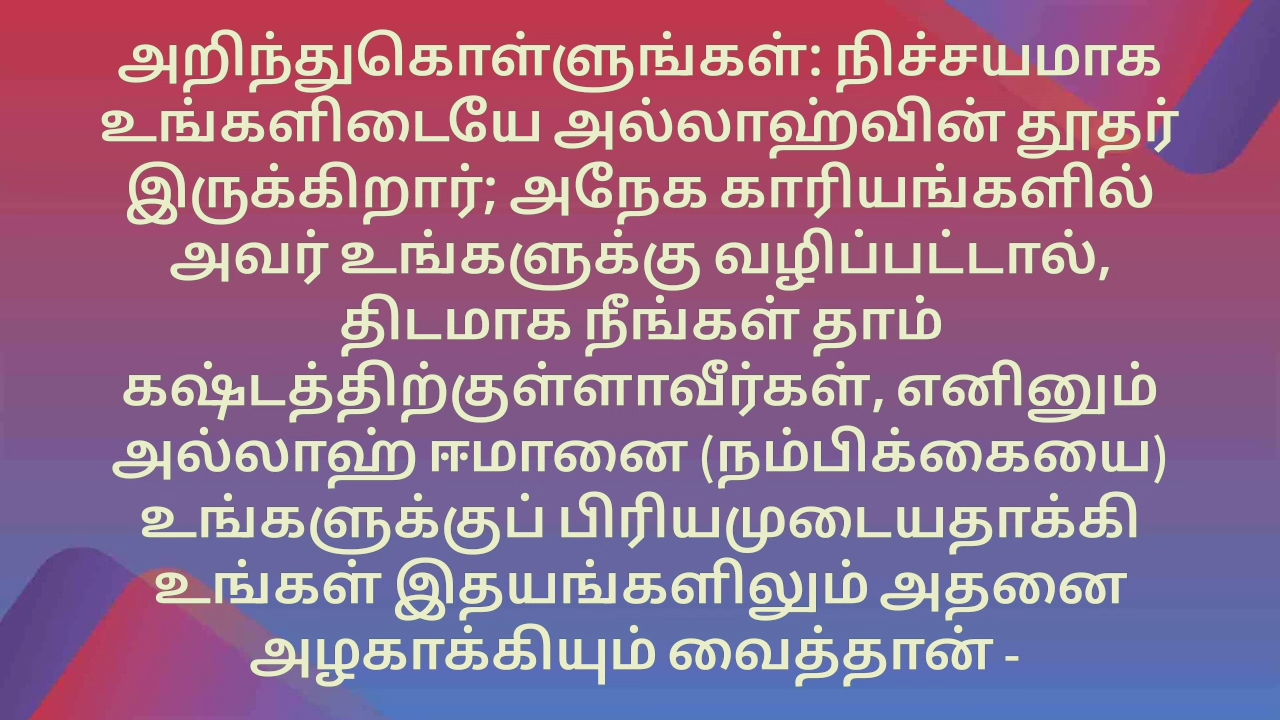 அறிந்துகொள்ளுங்கள்: நிச்சயமாக
உங்களிடையே அல்லாஹ்வின் தூதர்
இருக்கிறார்; அநேக காரியங்களில்
அவர் உங்களுக்கு வழிப்பட்டால்,
திடமாக நீங்கள் தாம்
கஷ்டத்திற்குள்ளாவீர்கள், எனினும்
அல்லாஹ் ஈமானை (நம்பிக்கையை)
உங்களுக்குப் பிரியமுடையதாக்கி
உங்கள் இதயங்களிலும் அதனை
அழகாக்கியும் வைத்தான் -